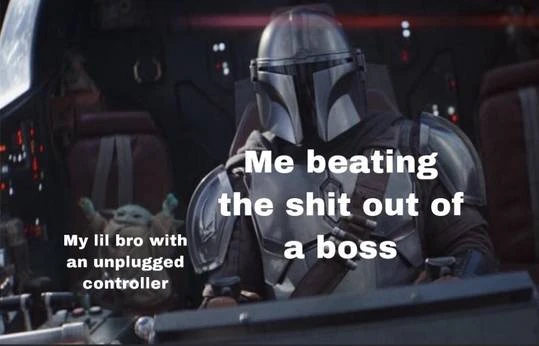 Me beating
the shit out of
a boss
My lil bro with
an unplugged
controller